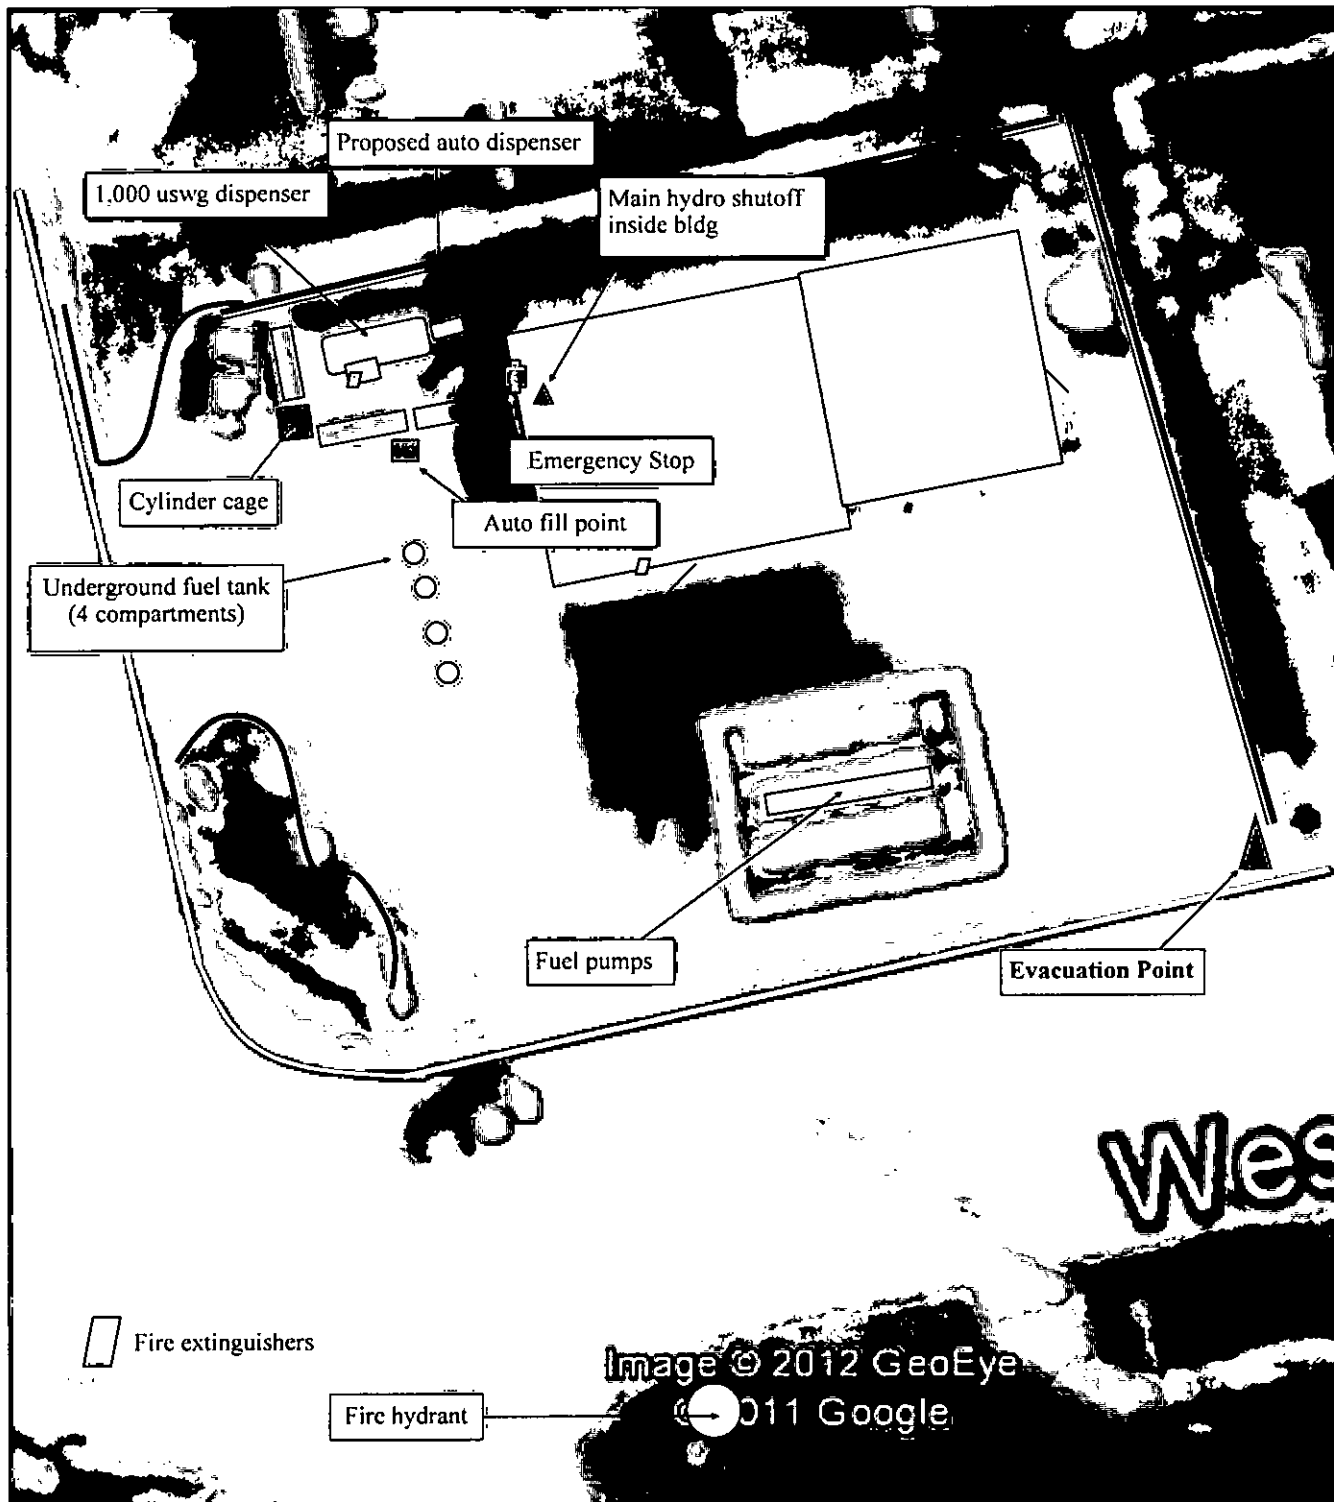 Proposed auto dispenser
1,000 uswg dispenser
Main hydro shutoff
inside bldg
Emergency Stop
Cylinder cage
Auto fill point
Underground fuel tank
(4 compartments)
Fuel pumps
Evacuation Point
Wes
Fire extinguishers
Image © 2012 GeoEye
Fire hydrant
© 011 Google